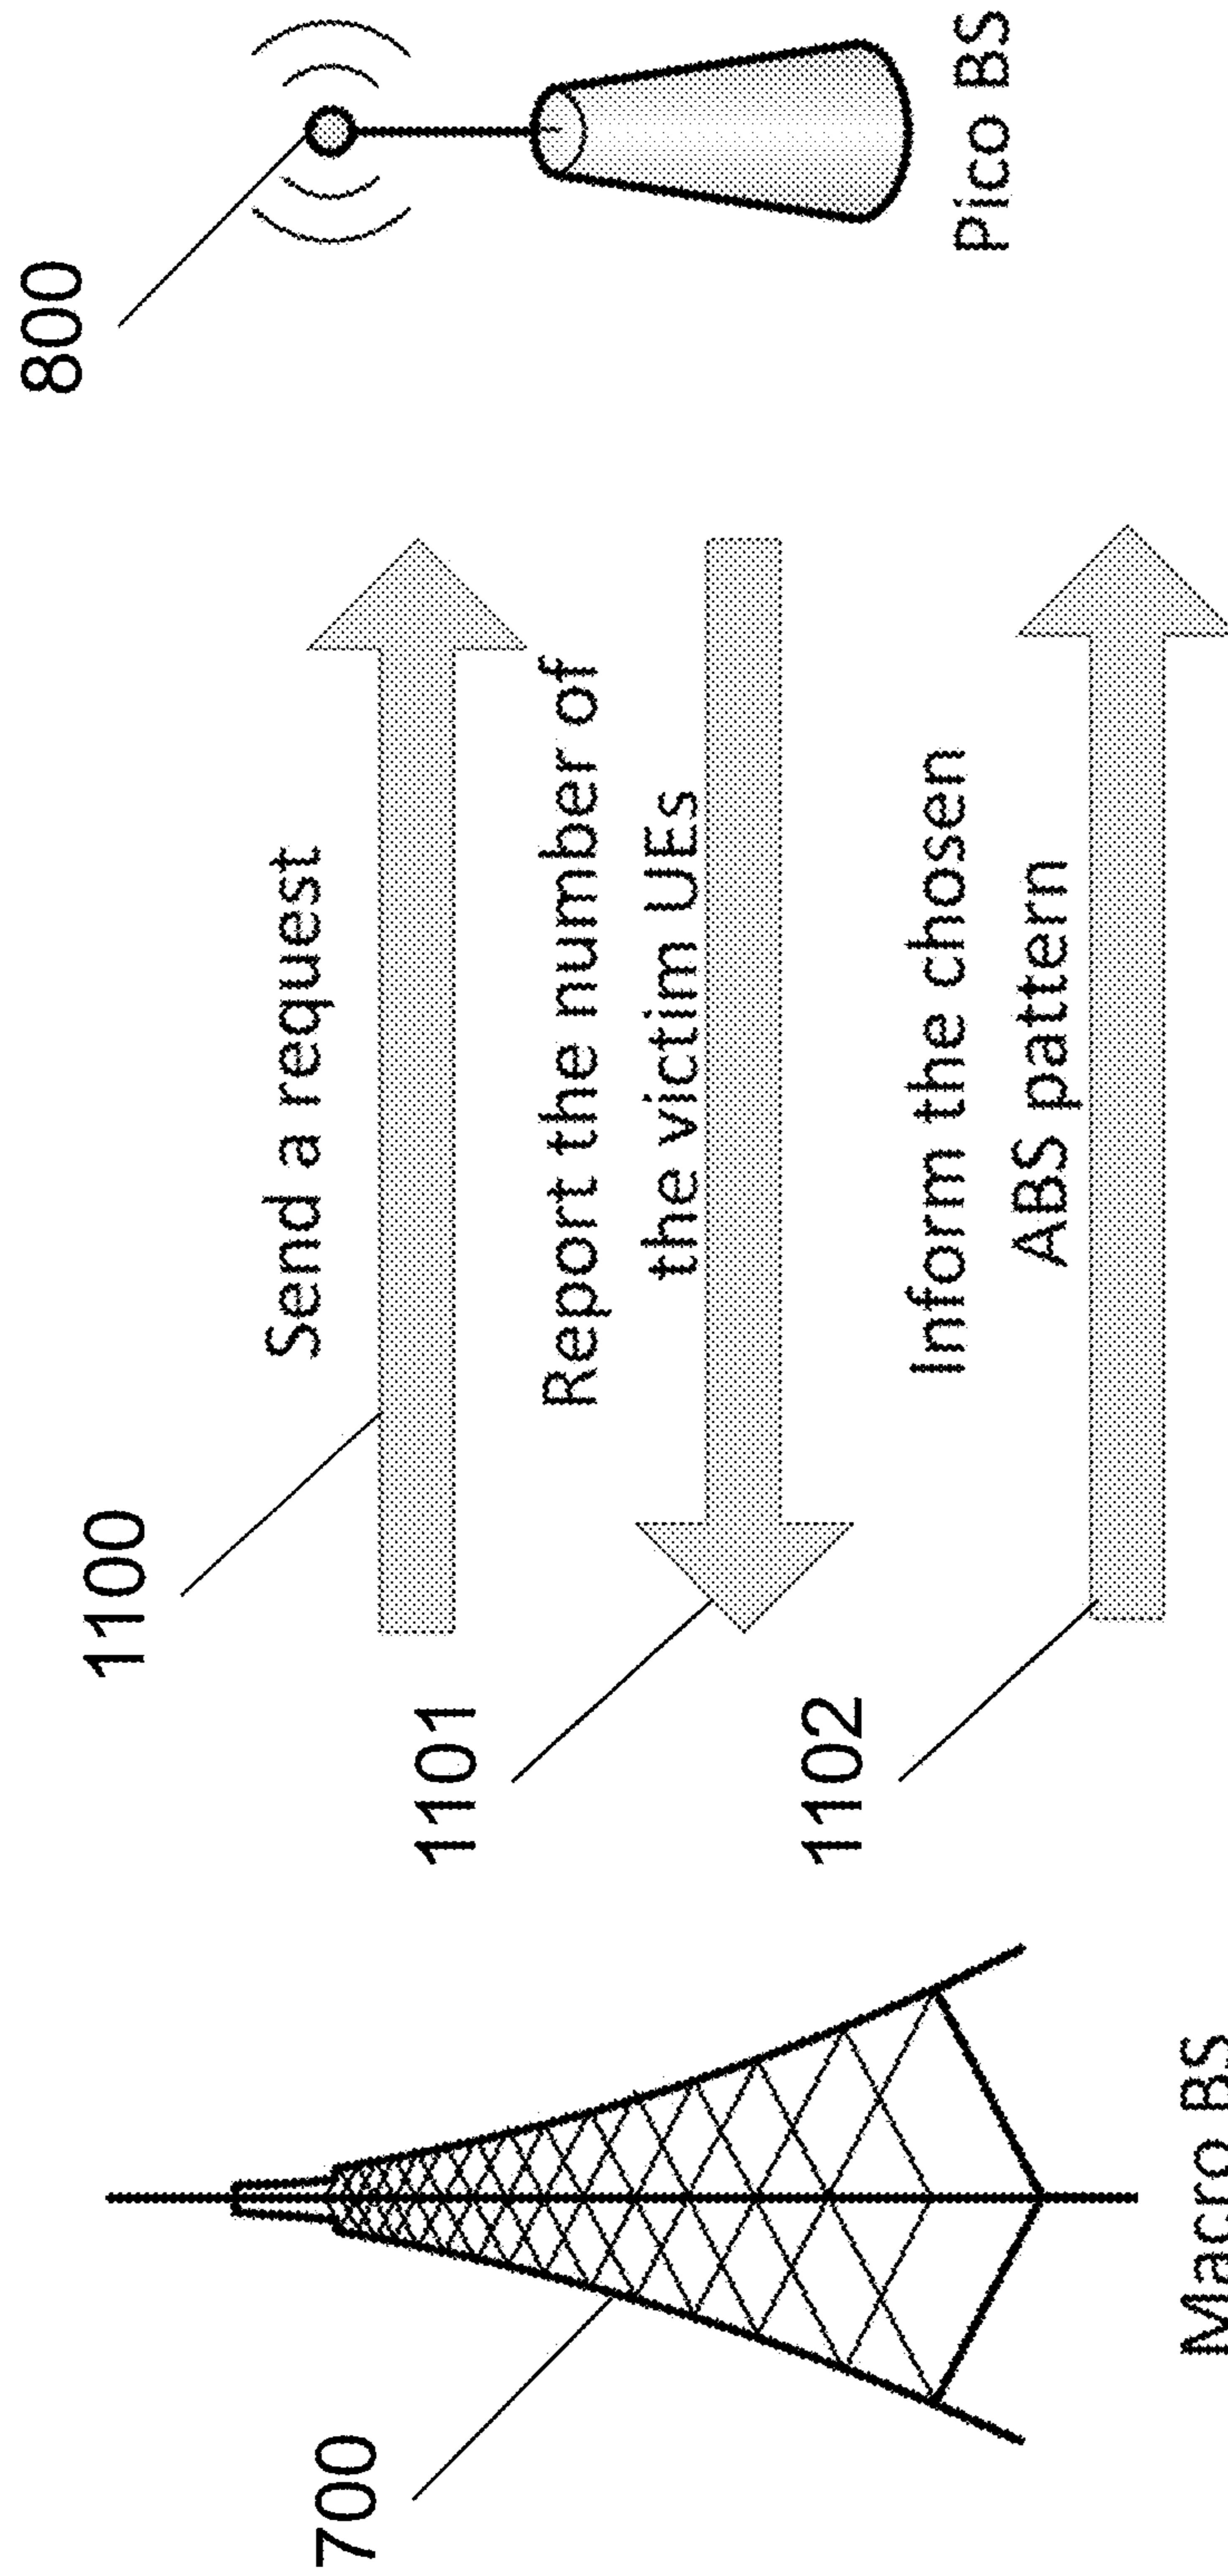 800
1100
Send a request
1101
Report the number of
the victim UEs
700
1102
Inform the chosen
ABS pattern
Pico BS
Macro BS